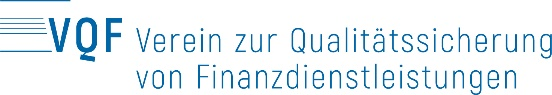 VQF Verein zur Qualitätssicherung
von Finanzdienstleistungen